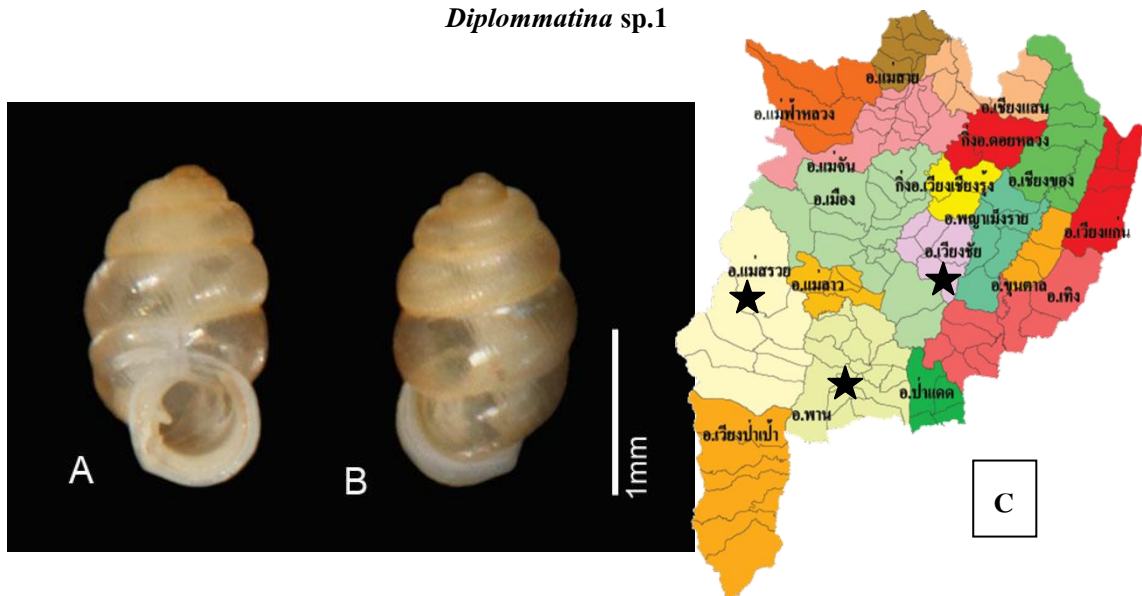 Diplommatina sp.1
A
B
1mm
อ.แม่สาย
อ.เชียงแสน
อ.แม่ฟ้าหลวง
กิ่งอ.ดอยหลวง
อ.แม่จัน
กิ่งอ.เวียงเชียงรุ้ง
อ.เชียงของ
อ.เมือง
อ.พญาเม็งราย
อ.เวียงแก่น
อ.เวียงชัย
อ.แม่สรวย
อ.แม่ลาว
อ.ขุนตาล
อ.เทิง
อ.ป่าแดด
อ.พาน
อ.เวียงป่าเป้า
C